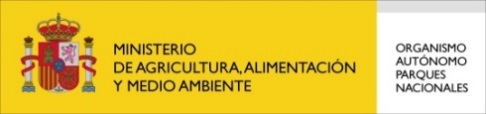 MINISTERIO
DE AGRICULTURA, ALIMENTACIÓN
Y MEDIO AMBIENTE
ORGANISMO
AUTÓNOMO
PARQUES
NACIONALES